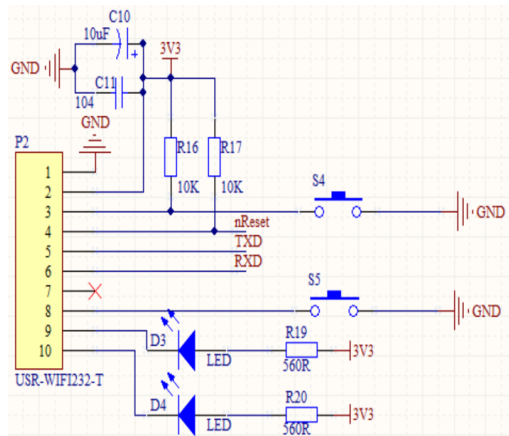 C10
10uF
+
3V3
GND
C11
104
GND
P2
R16
R17
10K
10K
S4
GND
nReset
TXD
RXD
S5
GND
1
2
3
4
5
6
7
8
9
10
D3
LED
R19
560R
3V3
D4
LED
R20
560R
3V3
USR-WIFI232-T